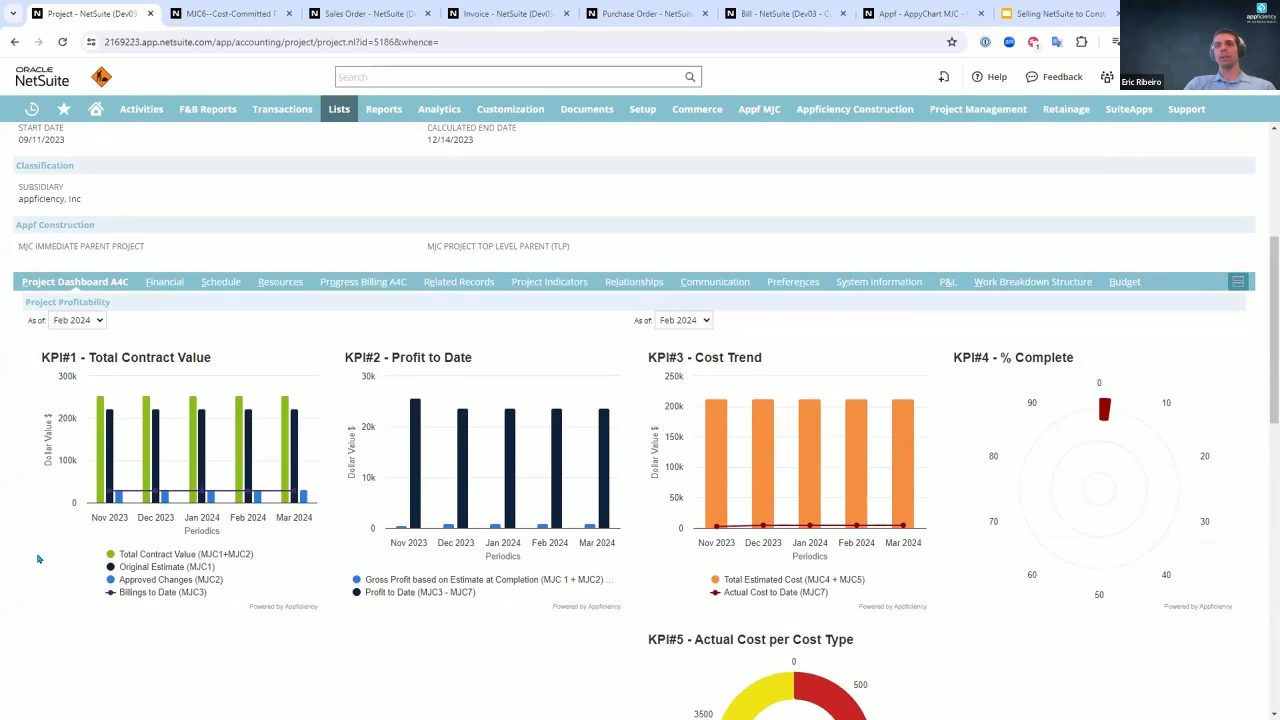 Project - NetSuite (Dev03
MJC6--Cost-Committed F
Sales Order - NetSuite (D
Vendor
NetSuite (Dev03
Purchase Order - NetSuite
Bill - NetSuite (Dev03
Appf - AppyChart MJC -
Selling NetSuite to Const
appficiency
2123233.app.netsuite.com/app/accounting/project/project.nl?id=5186&whence=
Eric Ribeiro
ORACLE
NETSUITE
Search
Help
Feedback
Activities F&B Reports Transactions Lists Reports Analytics Customization Documents Setup Commerce Appf MJC Appficiency Construction Project Management Retainage SuiteApps Support
START DATE
09/11/2023
CALCULATED END DATE
12/14/2023
Classification
SUBSIDIARY
appficiency, Inc
Appf Construction
MJC IMMEDIATE PARENT PROJECT
MJC PROJECT TOP LEVEL PARENT (TLP)
Project Dashboard A4C Financial Schedule Resources Progress Billing A4C Related Records Project Indicators Relationships Communication Preferences System Information P&L Work Breakdown Structure Budget
Project Profitability
As of: Feb 2024
As of: Feb 2024
KPI#1 - Total Contract Value
300k
200k
100k
0
Dollar Value $
Nov 2023 Dec 2023 Jan 2024 Feb 2024 Mar 2024
Periodics
Total Contract Value (MJC1+MJC2)
Original Estimate (MJC1)
Approved Changes (MJC2)
Billings to Date (MJC3)
Powered by Appficiency
KPI#2 - Profit to Date
30k
20k
10k
0
Dollar Value $
Nov 2023 Dec 2023 Jan 2024 Feb 2024 Mar 2024
Periodics
Gross Profit based on Estimate at Completion (MJC 1 + MJC2) ...
Profit to Date (MJC3 - MJC7)
Powered by Appficiency
KPI#3 - Cost Trend
250k
200k
150k
100k
50k
0
Dollar Value $
Nov 2023 Dec 2023 Jan 2024 Feb 2024 Mar 2024
Periodics
Total Estimated Cost (MJC4 + MJC5)
Actual Cost to Date (MJC7)
Powered by Appficiency
KPI#4 - % Complete
0
10
20
30
40
50
60
70
80
90
Powered by Appficiency
KPI#5 - Actual Cost per Cost Type
0
500
3500